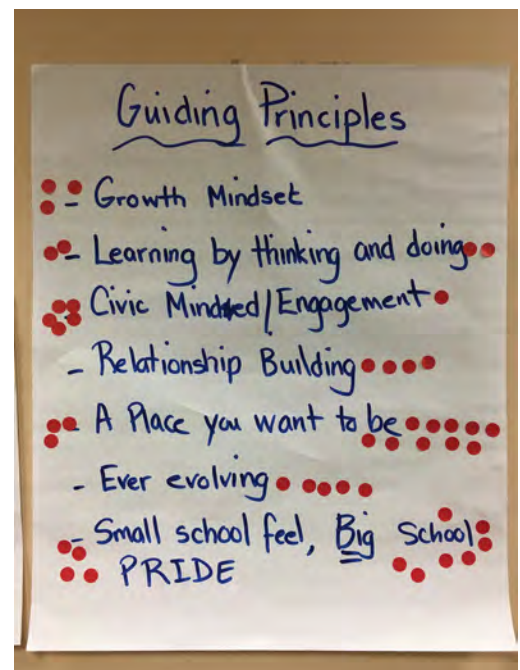 Guiding Principles
- Growth Mindset
- Learning by thinking and doing
- Civic Minded/Engagement
- Relationship Building
- A Place you want to be
- Ever evolving
- Small school feel, Big School
PRIDE